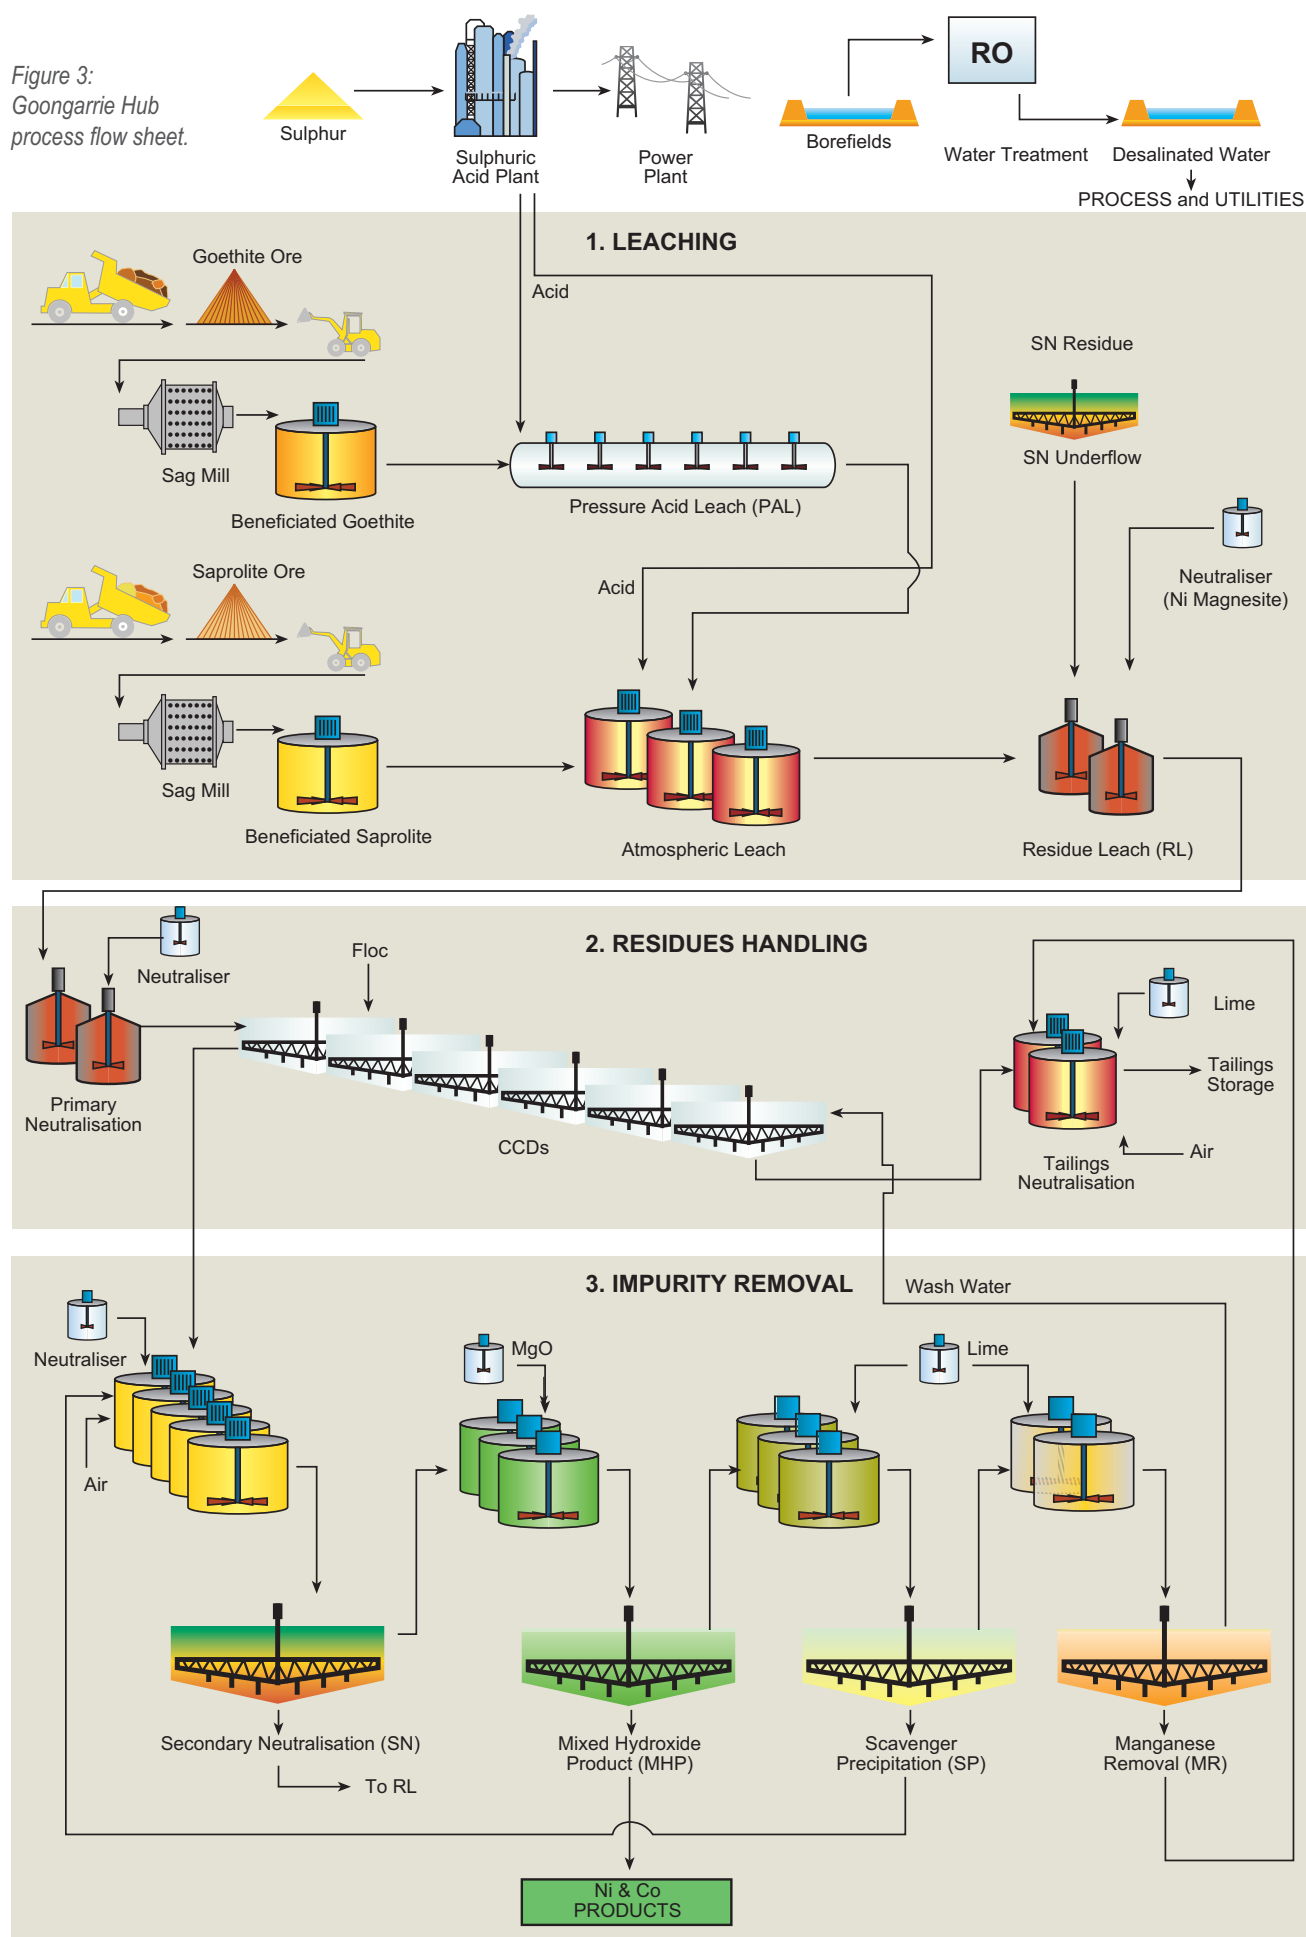 Figure 3:
Goongarrie Hub
process flow sheet.
Sulphur
Sulphuric
Acid Plant
Power
Plant
Borefields
RO
Water Treatment
Desalinated Water
PROCESS and UTILITIES
1. LEACHING
Goethite Ore
Acid
SN Residue
Sag Mill
SN Underflow
Beneficiated Goethite
Pressure Acid Leach (PAL)
Saprolite Ore
Acid
Neutraliser
(Ni Magnesite)
Sag Mill
Beneficiated Saprolite
Atmospheric Leach
Residue Leach (RL)
2. RESIDUES HANDLING
Neutraliser
Floc
Lime
Tailings
Storage
Primary
Neutralisation
CCDs
Air
Tailings
Neutralisation
3. IMPURITY REMOVAL
Wash Water
Neutraliser
MgO
Lime
Air
Secondary Neutralisation (SN)
Mixed Hydroxide
Product (MHP)
Scavenger
Precipitation (SP)
Manganese
Removal (MR)
To RL
Ni & Co
PRODUCTS